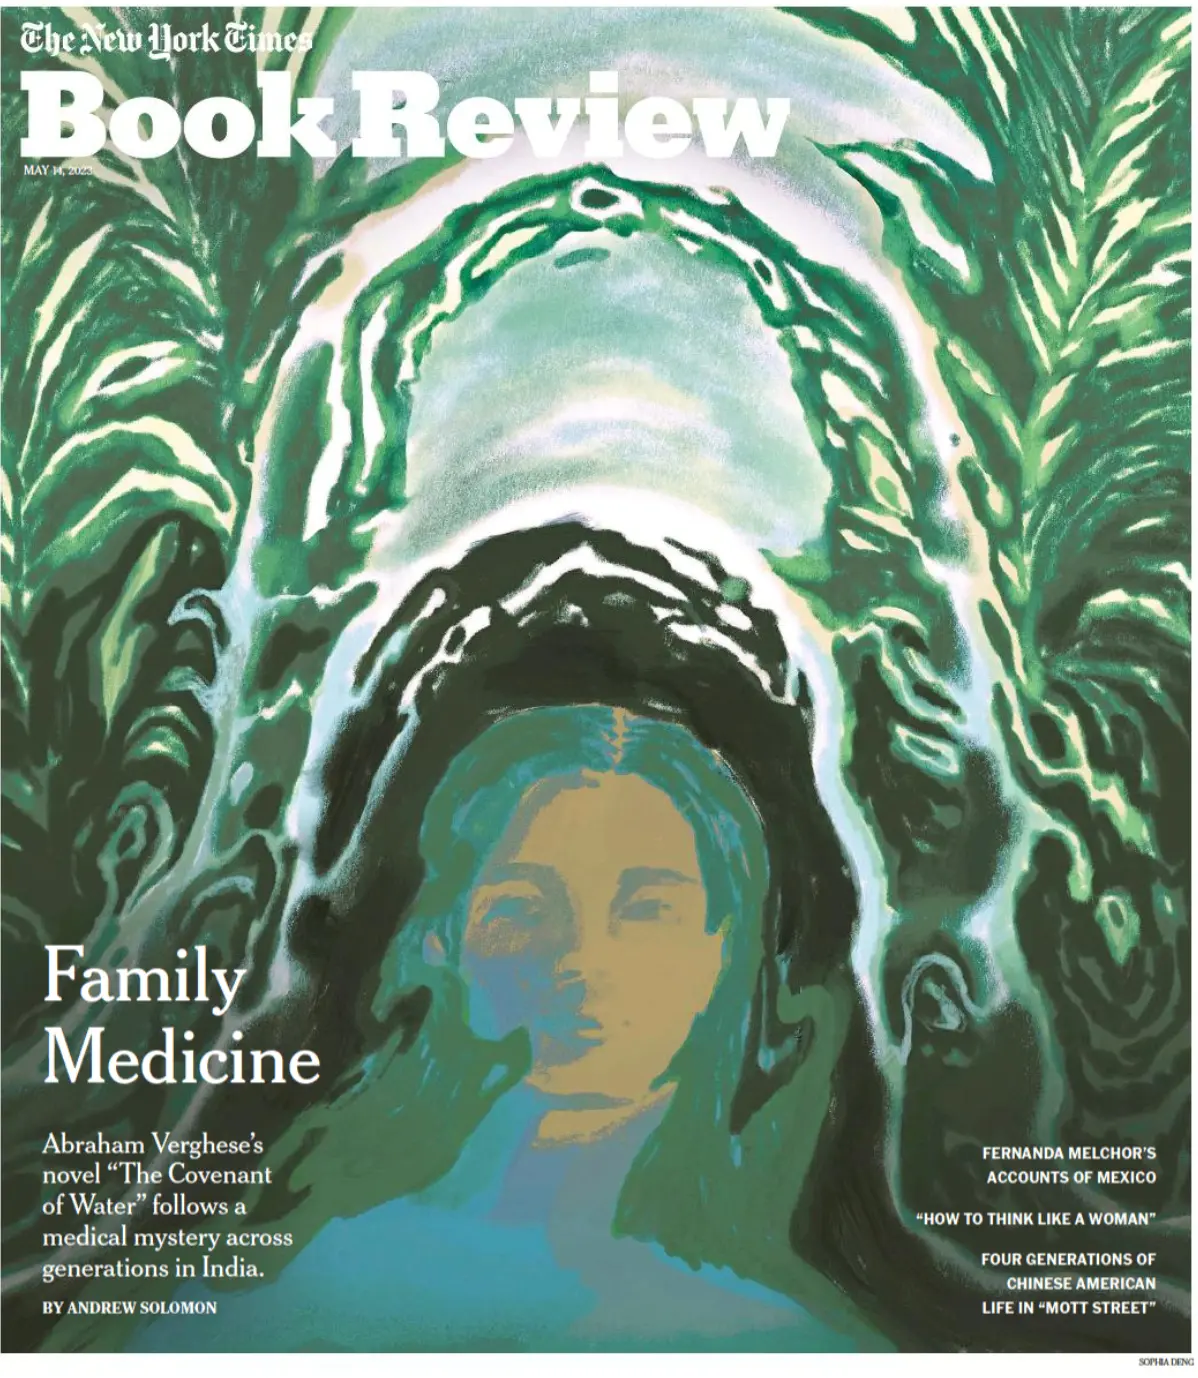 The New York Times
Book Review
MAY 14, 2023
Family
Medicine
Abraham Verghese's
novel “The Covenant
of Water” follows a
medical mystery across
generations in India.
BY ANDREW SOLOMON
FERNANDA MELCHOR'S
ACCOUNTS OF MEXICO
“HOW TO THINK LIKE A WOMAN”
FOUR GENERATIONS OF
CHINESE AMERICAN
LIFE IN “MOTT STREET”
SOPHIA DENG